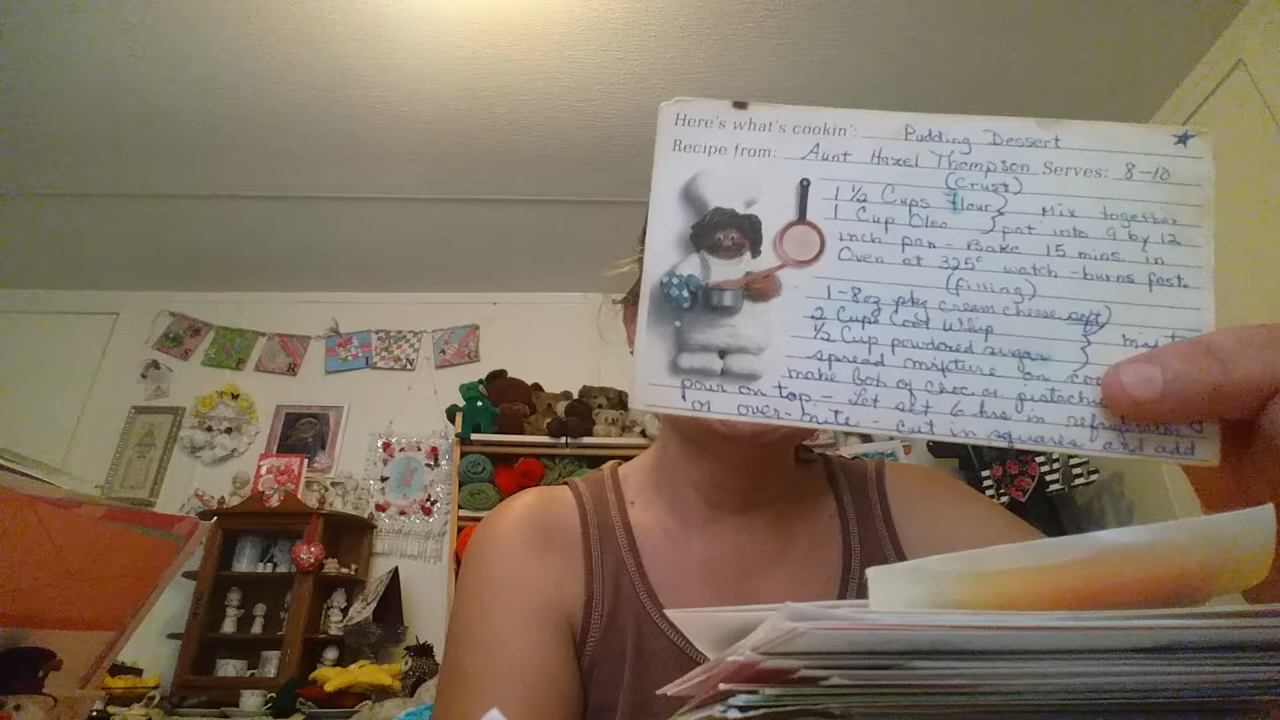 Here's what's cookin': Pudding Dessert
Recipe from: Aunt Hazel Thompson Serves: 8-10
(Crust)
1 1/2 Cups flour } Mix together
1 Cup Oleo } pat into 9 by 12
inch pan - Bake 15 mins. in
Oven at 325° watch - burns fast.
(filling)
1-8oz pkg cream cheese soft)
2 Cups Cool Whip
1/2 Cup powdered sugar }
spread mixture on
make box of choc or pistachio
pour on top - Let set 6 hrs in
or over-nite - cut in squares and add
SPRING